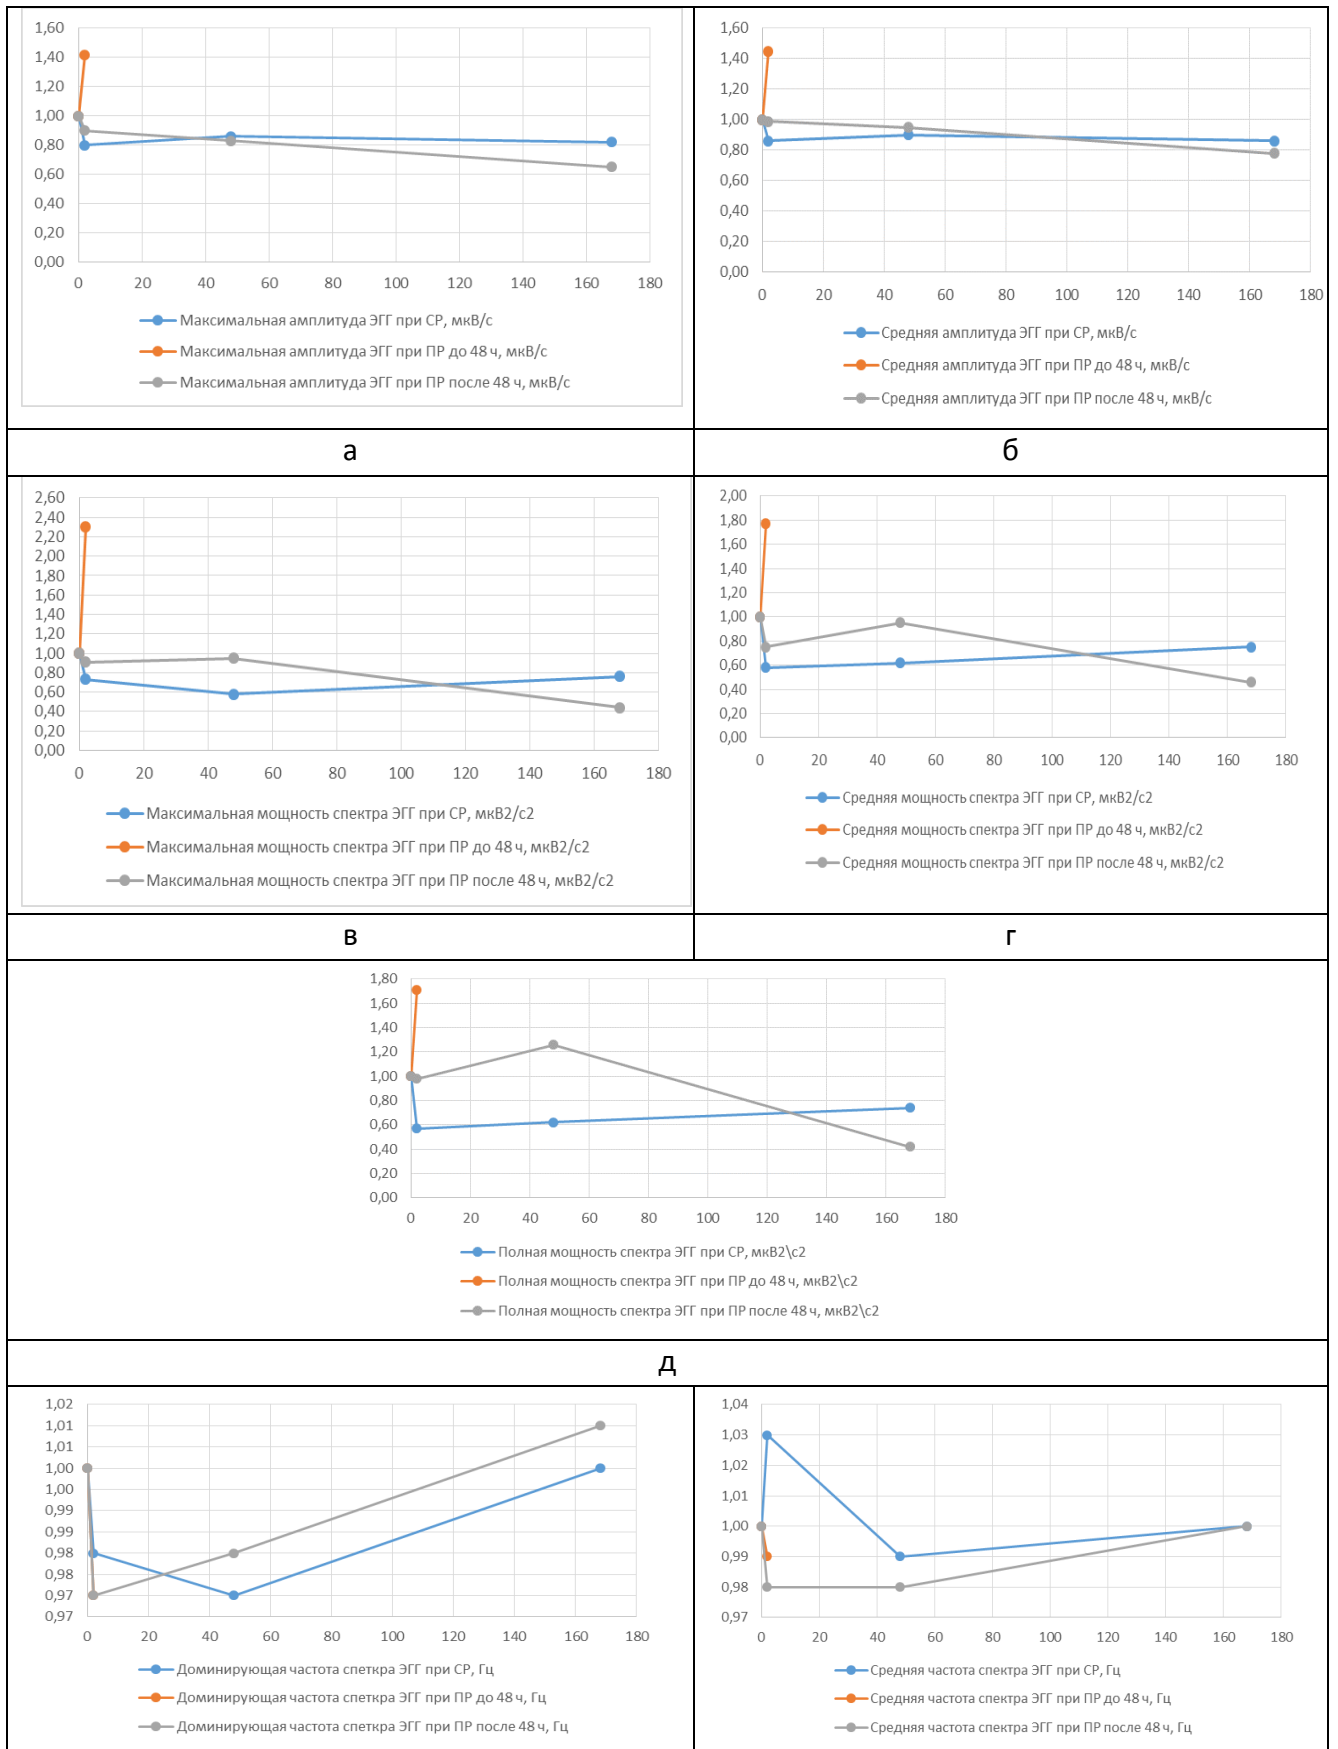 1,60
1,40
1,20
1,00
0,80
0,60
0,40
0,20
0,00
0 20 40 60 80 100 120 140 160 180
Максимальная амплитуда ЭГГ при СР, мкВ/с
Максимальная амплитуда ЭГГ при ПР до 48 ч, мкВ/с
Максимальная амплитуда ЭГГ при ПР после 48 ч, мкВ/с
1,60
1,40
1,20
1,00
0,80
0,60
0,40
0,20
0,00
0 20 40 60 80 100 120 140 160 180
Средняя амплитуда ЭГГ при СР, мкВ/с
Средняя амплитуда ЭГГ при ПР до 48 ч, мкВ/с
Средняя амплитуда ЭГГ при ПР после 48 ч, мкВ/с
а
б
2,60
2,40
2,20
2,00
1,80
1,60
1,40
1,20
1,00
0,80
0,60
0,40
0,20
0,00
0 20 40 60 80 100 120 140 160 180
Максимальная мощность спектра ЭГГ при СР, мкВ2/с2
Максимальная мощность спектра ЭГГ при ПР до 48 ч, мкВ2/с2
Максимальная мощность спектра ЭГГ при ПР после 48 ч, мкВ2/с2
2,00
1,80
1,60
1,40
1,20
1,00
0,80
0,60
0,40
0,20
0,00
0 20 40 60 80 100 120 140 160 180
Средняя мощность спектра ЭГГ при СР, мкВ2/с2
Средняя мощность спектра ЭГГ при ПР до 48 ч, мкВ2/с2
Средняя мощность спектра ЭГГ при ПР после 48 ч, мкВ2/с2
в
г
1,80
1,60
1,40
1,20
1,00
0,80
0,60
0,40
0,20
0,00
0 20 40 60 80 100 120 140 160 180
Полная мощность спектра ЭГГ при СР, мкВ2\с2
Полная мощность спектра ЭГГ при ПР до 48 ч, мкВ2\с2
Полная мощность спектра ЭГГ при ПР после 48 ч, мкВ2\с2
д
1,02
1,01
1,01
1,00
1,00
0,99
0,99
0,98
0,98
0,97
0,97
0 20 40 60 80 100 120 140 160 180
Доминирующая частота спеткра ЭГГ при СР, Гц
Доминирующая частота спеткра ЭГГ при ПР до 48 ч, Гц
Доминирующая частота спеткра ЭГГ при ПР после 48 ч, Гц
1,04
1,03
1,02
1,01
1,00
0,99
0,98
0,97
0 20 40 60 80 100 120 140 160 180
Средняя частота спектра ЭГГ при СР, Гц
Средняя частота спектра ЭГГ при ПР до 48 ч, Гц
Средняя частота спектра ЭГГ при ПР после 48 ч, Гц